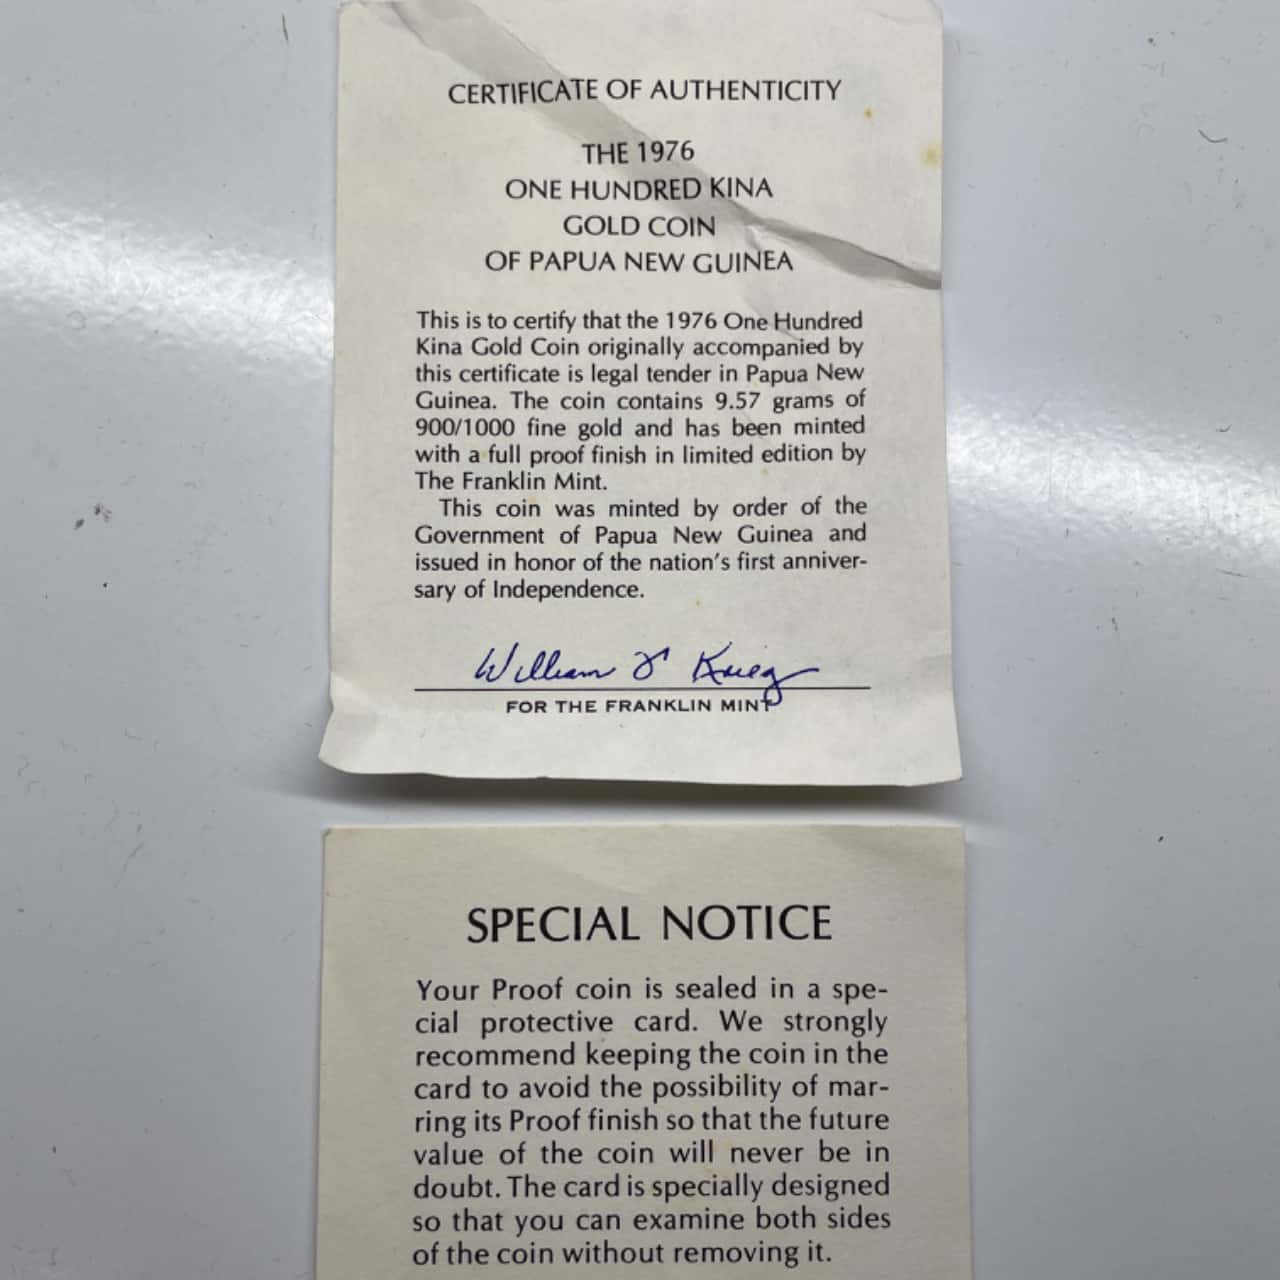 CERTIFICATE OF AUTHENTICITY
THE 1976
ONE HUNDRED KINA
GOLD COIN
OF PAPUA NEW GUINEA
This is to certify that the 1976 One Hundred
Kina Gold Coin originally accompanied by
this certificate is legal tender in Papua New
Guinea. The coin contains 9.57 grams of
900/1000 fine gold and has been minted
with a full proof finish in limited edition by
The Franklin Mint.
This coin was minted by order of the
Government of Papua New Guinea and
issued in honor of the nation's first anniver-
sary of Independence.
William F Krieg
FOR THE FRANKLIN MINT
SPECIAL NOTICE
Your Proof coin is sealed in a spe-
cial protective card. We strongly
recommend keeping the coin in the
card to avoid the possibility of mar-
ring its Proof finish so that the future
value of the coin will never be in
doubt. The card is specially designed
so that you can examine both sides
of the coin without removing it.